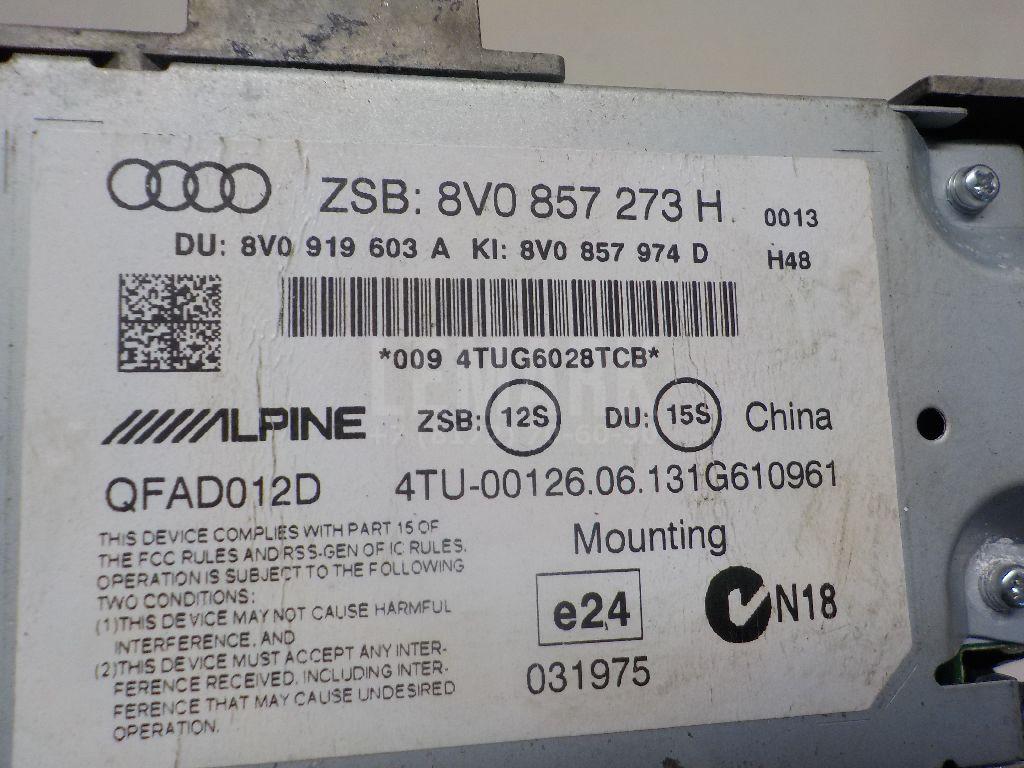 ZSB: 8V0 857 273 H 0013
DU: 8V0 919 603 A KI: 8V0 857 974 D H48
*009 4TUG6028TCB*
ALPINE ZSB: 12S DU: 15S China
QFAD012D 4TU-00126.06.131G610961
THIS DEVICE COMPLIES WITH PART 15 OF
THE FCC RULES AND RSS-GEN OF IC RULES.
OPERATION IS SUBJECT TO THE FOLLOWING
TWO CONDITIONS:
(1)THIS DEVICE MAY NOT CAUSE HARMFUL
INTERFERENCE, AND
(2)THIS DEVICE MUST ACCEPT ANY INTER-
FERENCE RECEIVED, INCLUDING INTER-
FERENCE THAT MAY CAUSE UNDESIRED
OPERATION.
Mounting
e24 N18
031975